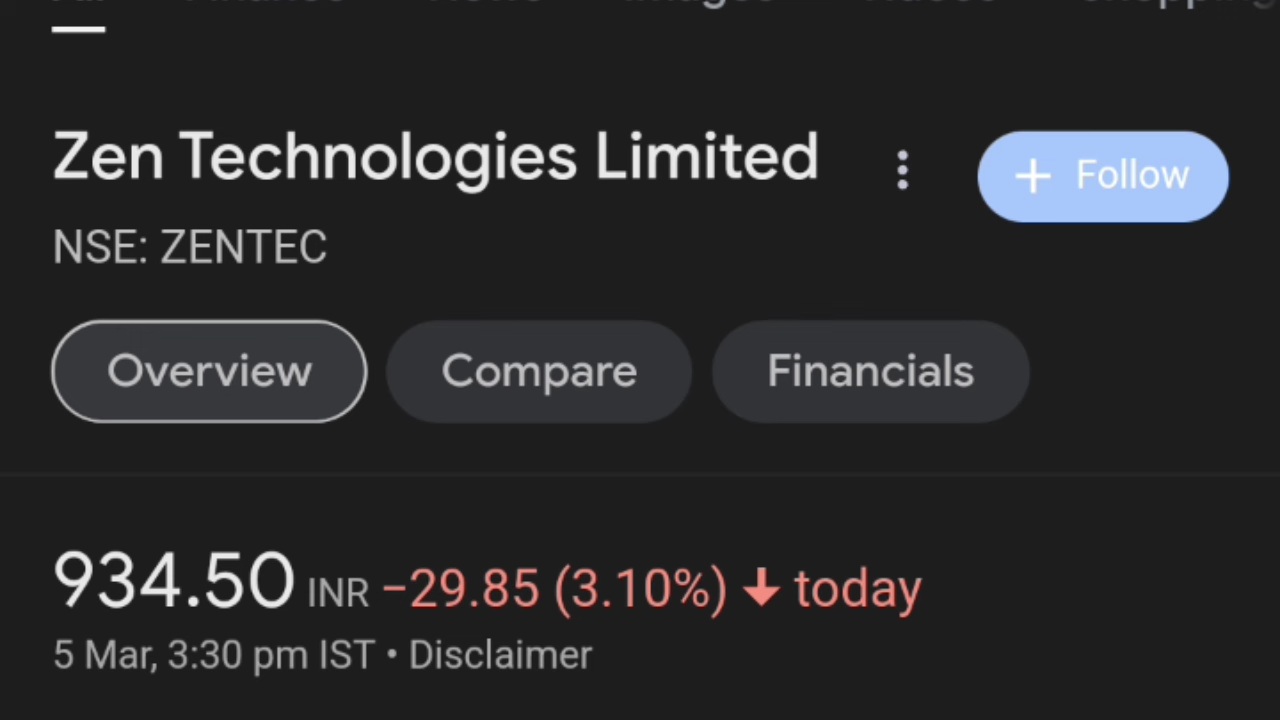 Zen Technologies Limited
+ Follow
NSE: ZENTEC
Overview Compare Financials
934.50 INR −29.85 (3.10%) ↓ today
5 Mar, 3:30 pm IST • Disclaimer